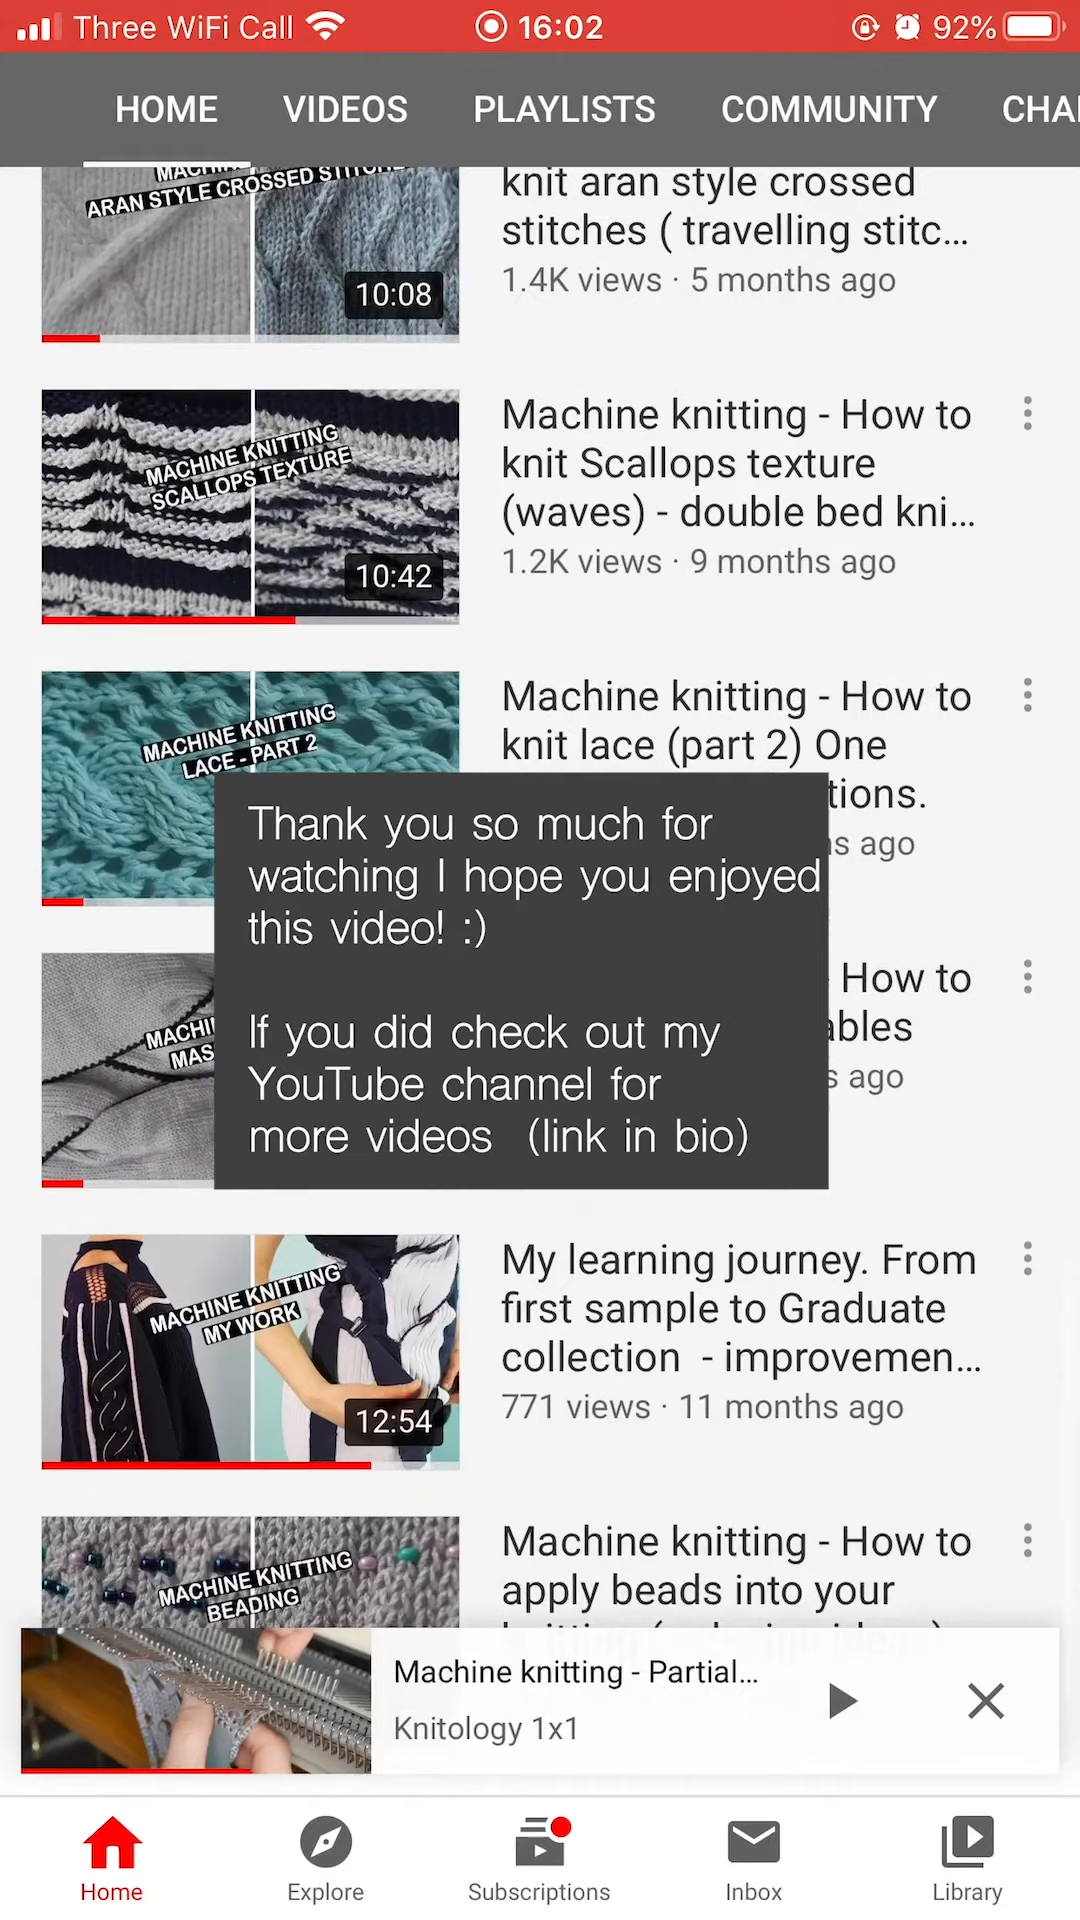 Three WiFi Call 16:02 92%
HOME VIDEOS PLAYLISTS COMMUNITY CHA
ARAN STYLE CROSSED
10:08
knit aran style crossed
stitches ( travelling stitc...
1.4K views · 5 months ago
MACHINE KNITTING
SCALLOPS TEXTURE
10:42
Machine knitting - How to
knit Scallops texture
(waves) - double bed kni...
1.2K views · 9 months ago
MACHINE KNITTING
LACE - PART 2
Machine knitting - How to
knit lace (part 2) One
tions.
s ago
Thank you so much for
watching I hope you enjoyed
this video! :)
If you did check out my
YouTube channel for
more videos (link in bio)
MACHI
MAS
How to
ables
s ago
MACHINE KNITTING
MY WORK
12:54
My learning journey. From
first sample to Graduate
collection - improvemen...
771 views · 11 months ago
MACHINE KNITTING
BEADING
Machine knitting - How to
apply beads into your
Machine knitting - Partial...
Knitology 1x1
Home Explore Subscriptions Inbox Library